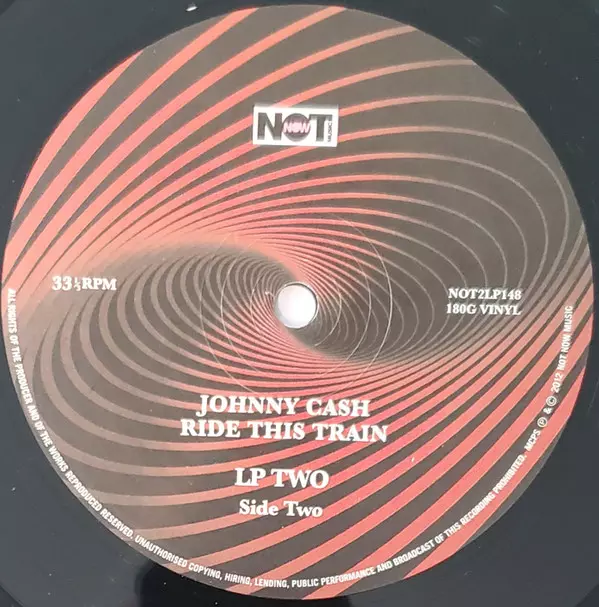 NOT
NOW
MUSIC
33⅓RPM
NOT2LP148
180G VINYL
JOHNNY CASH
RIDE THIS TRAIN
LP TWO
Side Two
ALL RIGHTS OF THE PRODUCER AND OF THE WORKS REPRODUCED RESERVED. UNAUTHORISED COPYING, HIRING, LENDING, PUBLIC PERFORMANCE AND BROADCAST OF THIS RECORDING PROHIBITED. MCPS ℗ & © 2012 NOT NOW MUSIC